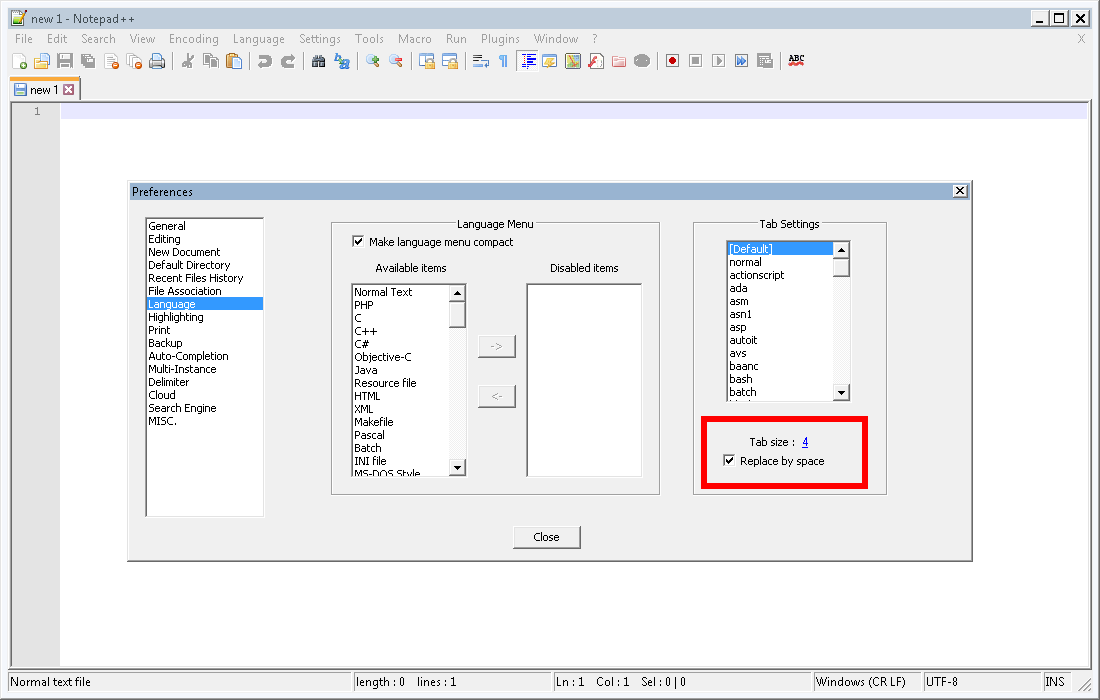 new 1 - Notepad++
File Edit Search View Encoding Language Settings Tools Macro Run Plugins Window ? X
ABC
new 1
1
Preferences
General
Editing
New Document
Default Directory
Recent Files History
File Association
Language
Highlighting
Print
Backup
Auto-Completion
Multi-Instance
Delimiter
Cloud
Search Engine
MISC.
Language Menu
Make language menu compact
Available items
Disabled items
Normal Text
PHP
C
C++
C#
Objective-C
Java
Resource file
HTML
XML
Makefile
Pascal
Batch
INI file
MS-DOS Style
->
<-
Tab Settings
[Default]
normal
actionscript
ada
asm
asn1
asp
autoit
avs
baanc
bash
batch
Tab size : 4
Replace by space
Close
Normal text file
length : 0 lines : 1
Ln : 1 Col : 1 Sel : 0 | 0
Windows (CR LF)
UTF-8
INS